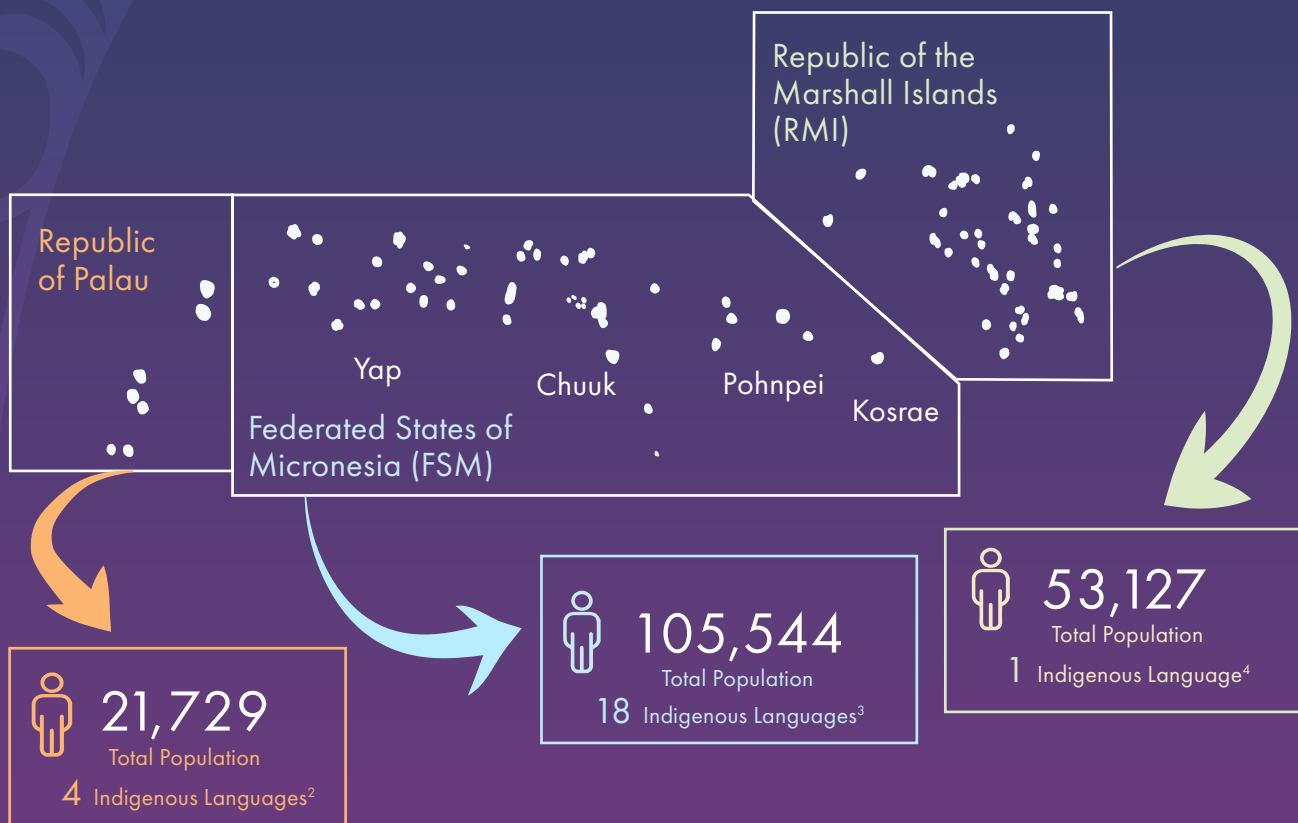 Republic of the
Marshall Islands
(RMI)
Republic
of Palau
Yap
Chuuk
Pohnpei
Kosrae
Federated States of
Micronesia (FSM)
21,729
Total Population
4 Indigenous Languages²
105,544
Total Population
18 Indigenous Languages³
53,127
Total Population
1 Indigenous Language⁴